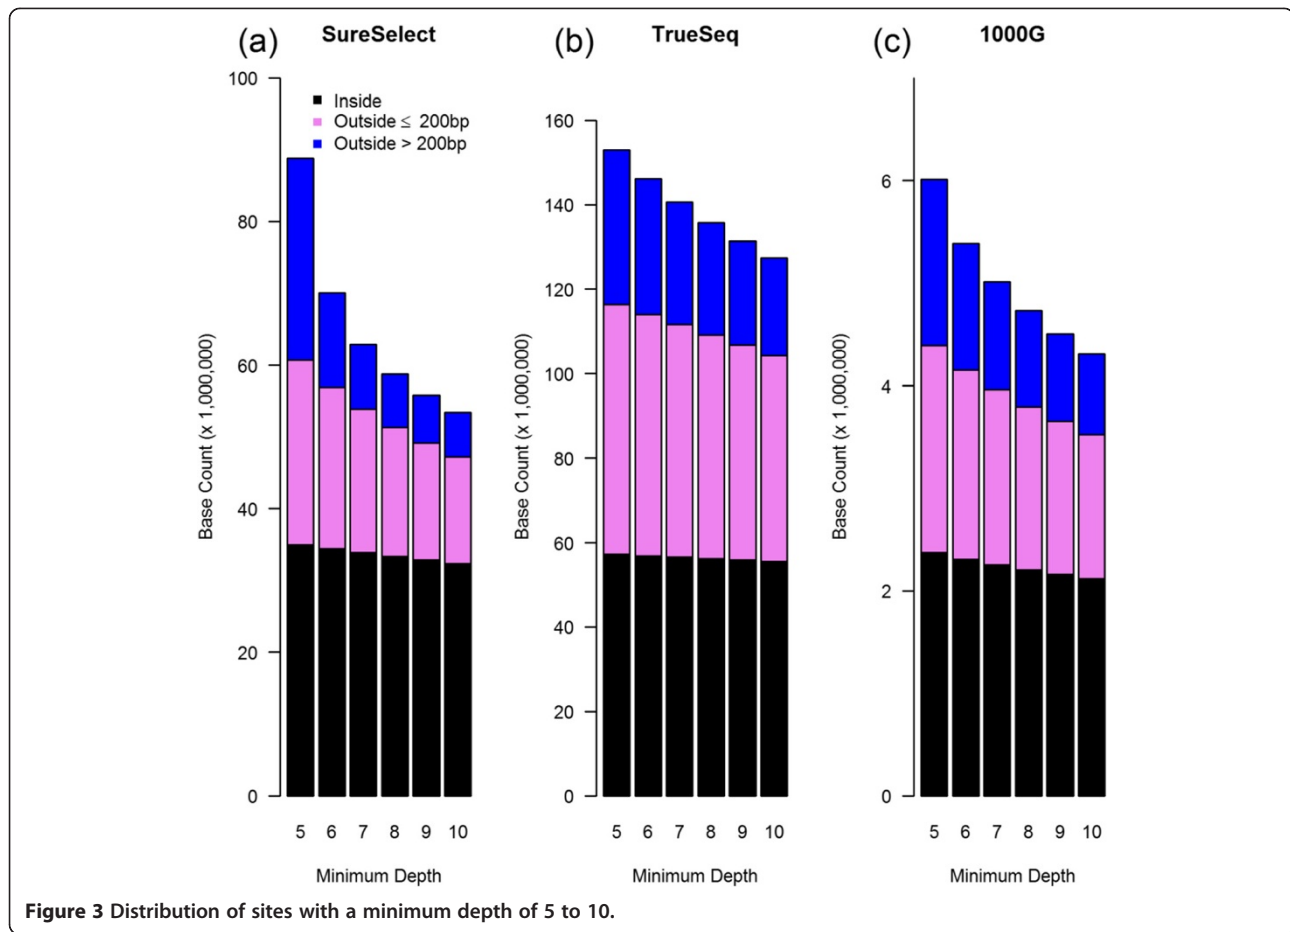 (a) SureSelect
(b) TrueSeq
(c) 1000G
Inside
Outside ≤ 200bp
Outside > 200bp
Base Count (x 1,000,000)
100
80
60
40
20
0
5 6 7 8 9 10
Minimum Depth
Base Count (x 1,000,000)
160
140
120
100
80
60
40
20
0
5 6 7 8 9 10
Minimum Depth
Base Count (x 1,000,000)
6
4
2
0
5 6 7 8 9 10
Minimum Depth
Figure 3 Distribution of sites with a minimum depth of 5 to 10.